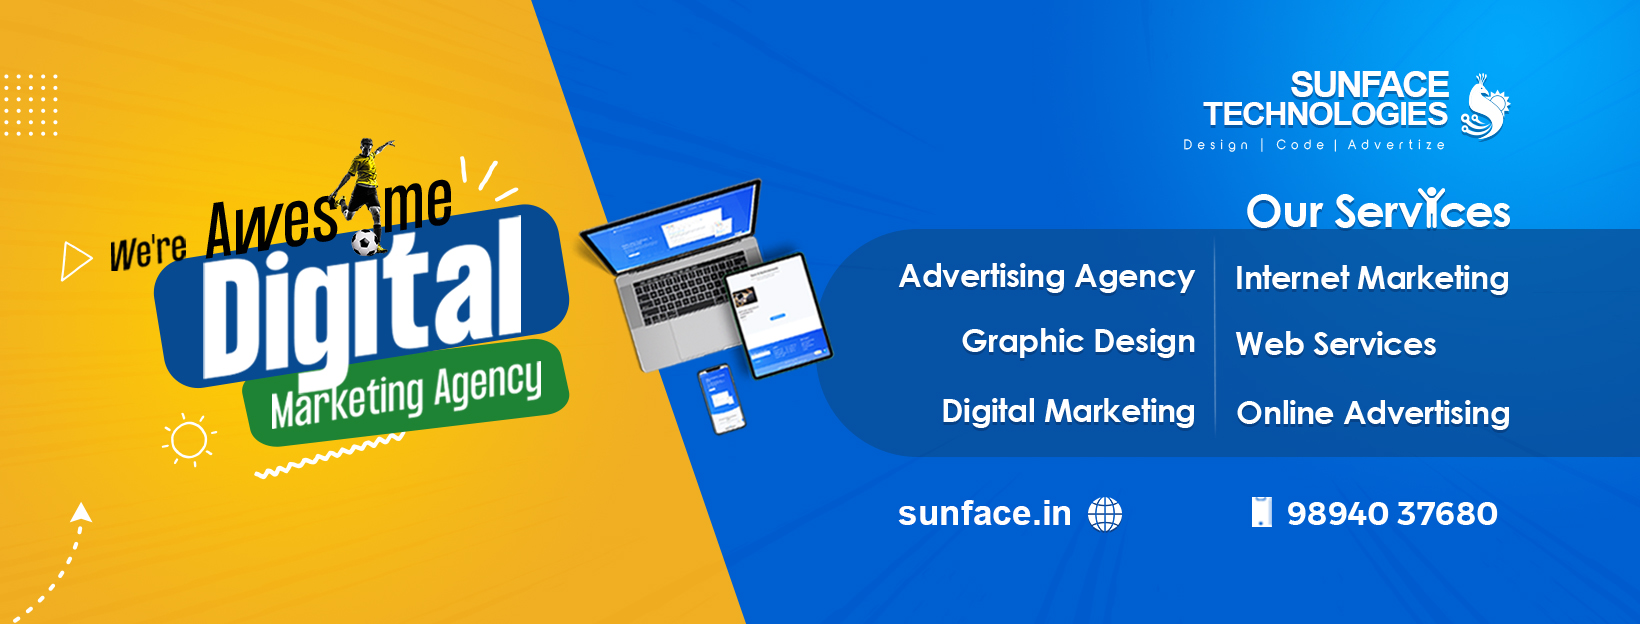 We're Awesome
Digital
Marketing Agency
SUNFACE
TECHNOLOGIES
Design | Code | Advertize
Our Services
Advertising Agency
Internet Marketing
Graphic Design
Web Services
Digital Marketing
Online Advertising
sunface.in
98940 37680